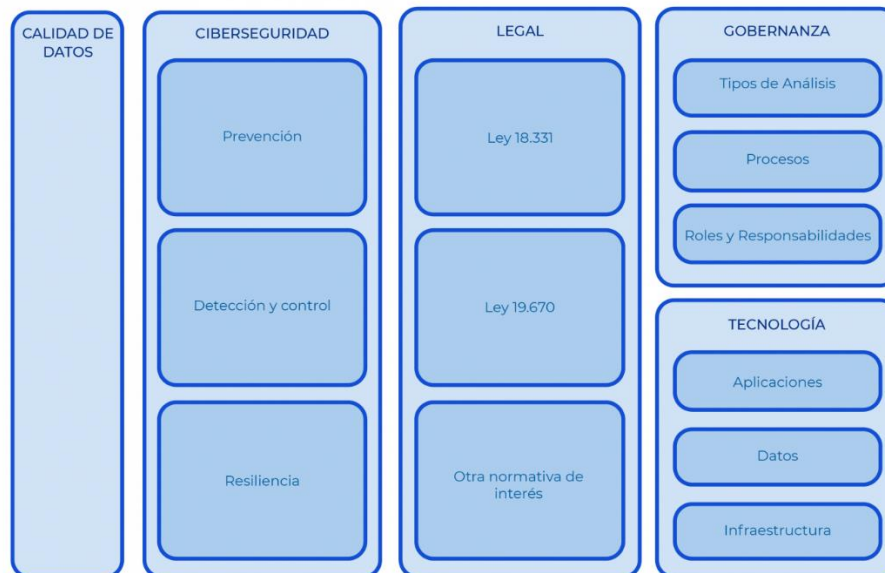 CALIDAD DE
DATOS
CIBERSEGURIDAD
Prevención
Detección y control
Resiliencia
LEGAL
Ley 18.331
Ley 19.670
Otra normativa de
interés
GOBERNANZA
Tipos de Análisis
Procesos
Roles y Responsabilidades
TECNOLOGÍA
Aplicaciones
Datos
Infraestructura